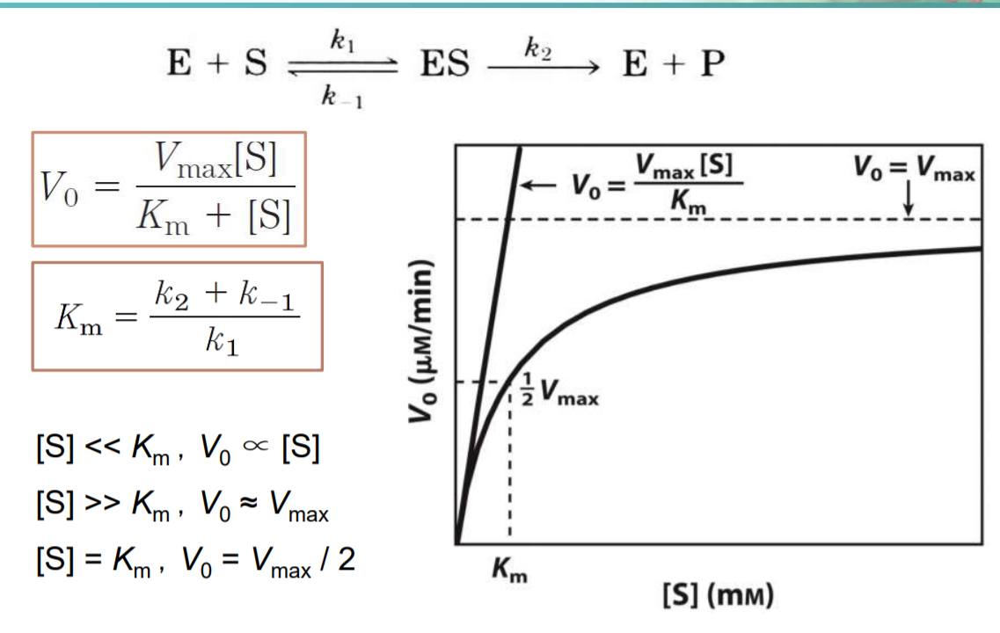 E + S ⇌ ES → E + P
k₁
k₋₁
k₂
V₀ = Vmax[S] / Km + [S]
Km = k₂ + k₋₁ / k₁
[S] << Km , V₀ ∝ [S]
[S] >> Km , V₀ ≈ Vmax
[S] = Km , V₀ = Vmax / 2
V₀ = Vmax [S] / Km
V₀ = Vmax
½ Vmax
V₀ (μM/min)
Km
[S] (mM)